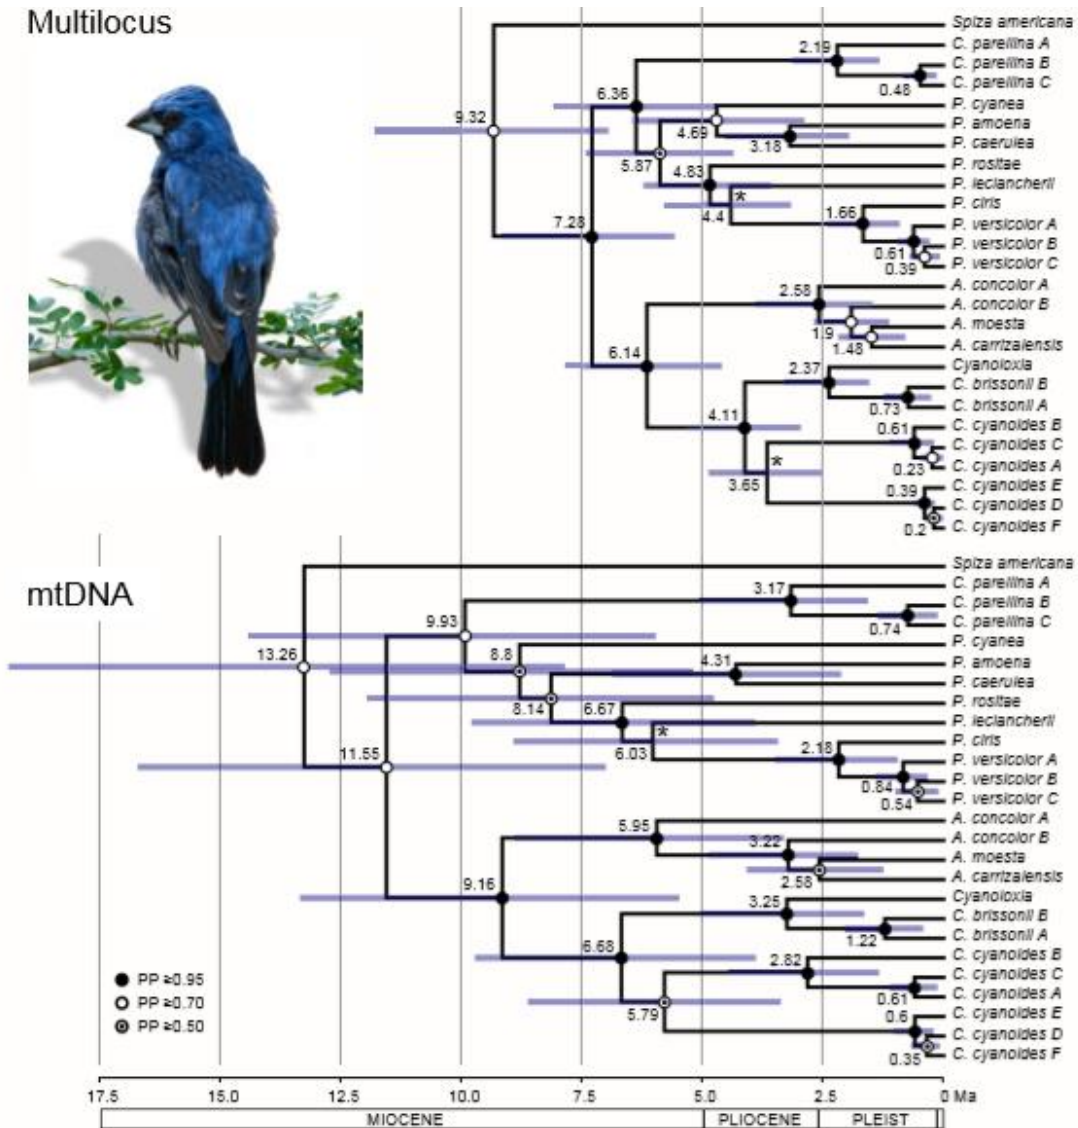 Multilocus
Spiza americana
C. parellina A
2.19
C. parellina B
0.48
C. parellina C
6.36
P. cyanea
9.32
4.69
P. amoena
3.18
P. caerulea
5.87
4.83
P. rositae
P. leclancherii
*
4.4
P. ciris
1.66
P. versicolor A
7.28
P. versicolor B
0.61
0.39
P. versicolor C
A. concolor A
2.58
A. concolor B
1.9
A. moesta
1.48
A. carrizalensis
6.14
Cyanoloxia
2.37
C. brissonii B
0.73
C. brissonii A
4.11
C. cyanoides B
0.61
C. cyanoides C
*
0.23
C. cyanoides A
3.65
C. cyanoides E
0.39
C. cyanoides D
0.2
C. cyanoides F
mtDNA
Spiza americana
C. parellina A
3.17
C. parellina B
0.74
C. parellina C
9.93
P. cyanea
13.26
8.8
P. amoena
4.31
P. caerulea
8.14
6.67
P. rositae
P. leclancherii
*
6.03
P. ciris
2.18
P. versicolor A
11.55
P. versicolor B
0.84
0.54
P. versicolor C
A. concolor A
5.95
A. concolor B
3.22
A. moesta
2.58
A. carrizalensis
9.16
Cyanoloxia
3.25
C. brissonii B
1.22
C. brissonii A
6.68
C. cyanoides B
2.82
C. cyanoides C
0.61
C. cyanoides A
5.79
C. cyanoides E
0.6
C. cyanoides D
0.35
C. cyanoides F
PP ≥0.95
PP ≥0.70
PP ≥0.50
17.5 15.0 12.5 10.0 7.5 5.0 2.5 0 Ma
MIOCENE PLIOCENE PLEIST